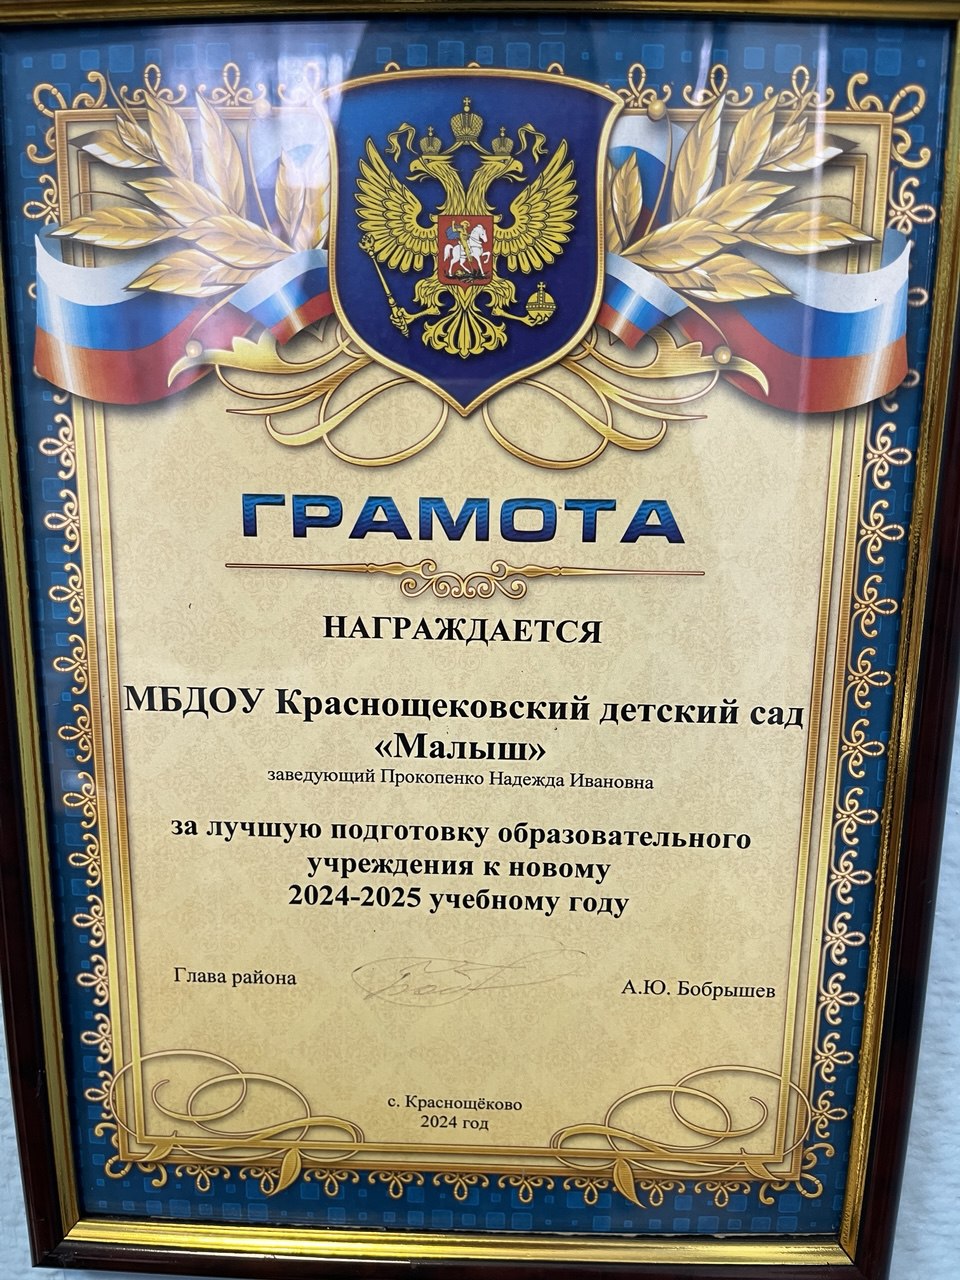 ГРАМОТА
НАГРАЖДАЕТСЯ
МБДОУ Краснощековский детский сад
«Малыш»
заведующий Прокопенко Надежда Ивановна
за лучшую подготовку образовательного
учреждения к новому
2024-2025 учебному году
Глава района А.Ю. Бобрышев
с. Краснощёково
2024 год